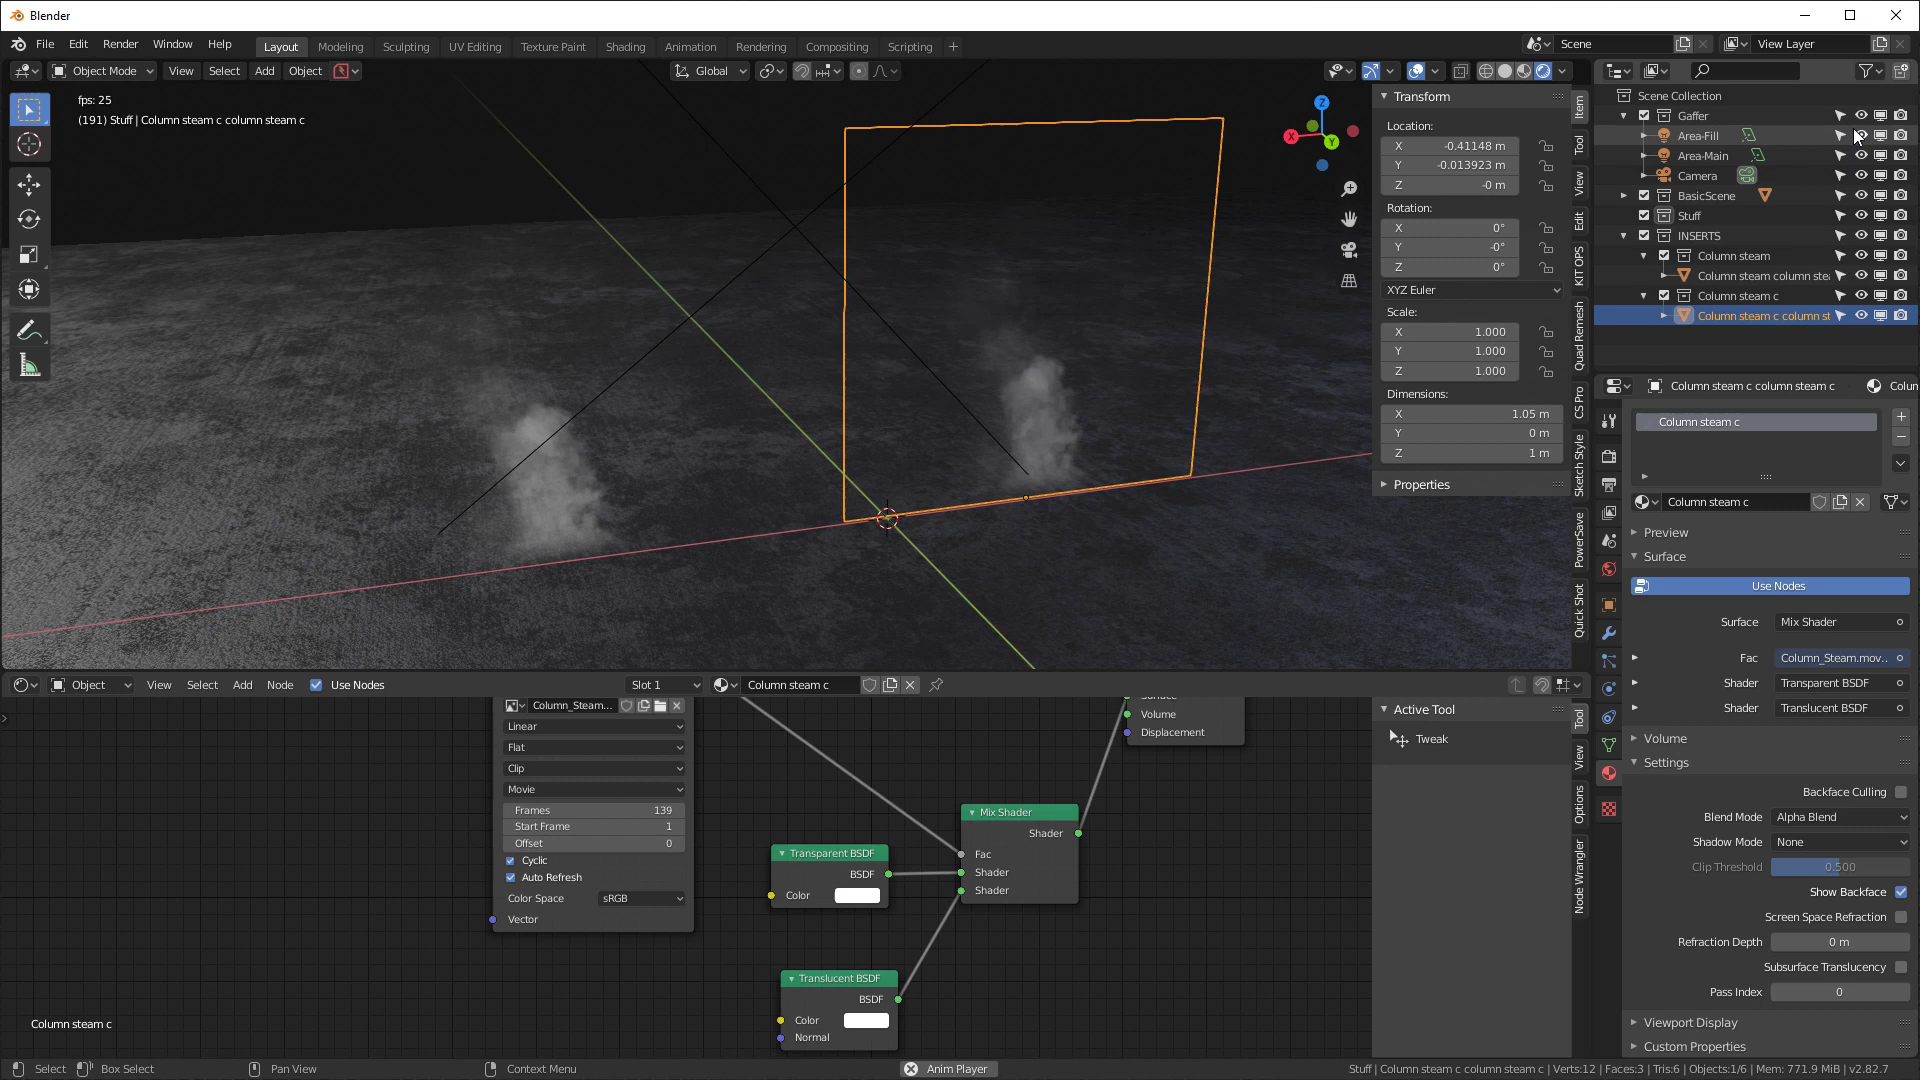 Blender
File Edit Render Window Help
Layout Modeling Sculpting UV Editing Texture Paint Shading Animation Rendering Compositing Scripting +
Scene
View Layer
Object Mode View Select Add Object
Global
fps: 25
(191) Stuff | Column steam c column steam c
Z
X
Y
Transform
Location:
X -0.41148 m
Y -0.013923 m
Z -0 m
Rotation:
X 0°
Y -0°
Z 0°
XYZ Euler
Scale:
X 1.000
Y 1.000
Z 1.000
Dimensions:
X 1.05 m
Y 0 m
Z 1 m
Properties
Item
Tool
View
Edit
KIT OPS
Quad Remesh
CS Pro
Sketch Style
PowerSave
Quick Shot
Scene Collection
Gaffer
Area-Fill
Area-Main
Camera
BasicScene
Stuff
INSERTS
Column steam
Column steam column stea
Column steam c
Column steam c column st
Column steam c column steam c Colun
Column steam c
Column steam c
Preview
Surface
Use Nodes
Surface Mix Shader
Fac Column_Steam.mov..
Shader Transparent BSDF
Shader Translucent BSDF
Volume
Settings
Backface Culling
Blend Mode Alpha Blend
Shadow Mode None
Clip Threshold 0.500
Show Backface
Screen Space Refraction
Refraction Depth 0 m
Subsurface Translucency
Pass Index 0
Viewport Display
Custom Properties
Object View Select Add Node Use Nodes Slot 1 Column steam c
Column_Steam...
Linear
Flat
Clip
Movie
Frames 139
Start Frame 1
Offset 0
Cyclic
Auto Refresh
Color Space sRGB
Vector
Transparent BSDF
BSDF
Color
Translucent BSDF
BSDF
Color
Normal
Mix Shader
Shader
Fac
Shader
Shader
Volume
Displacement
Active Tool
Tweak
Tool
View
Options
Node Wrangler
Column steam c
Select Box Select Pan View Context Menu Anim Player Stuff | Column steam c column steam c | Verts:12 | Faces:3 | Tris:6 | Objects:1/6 | Mem: 771.9 MiB | v2.82.7